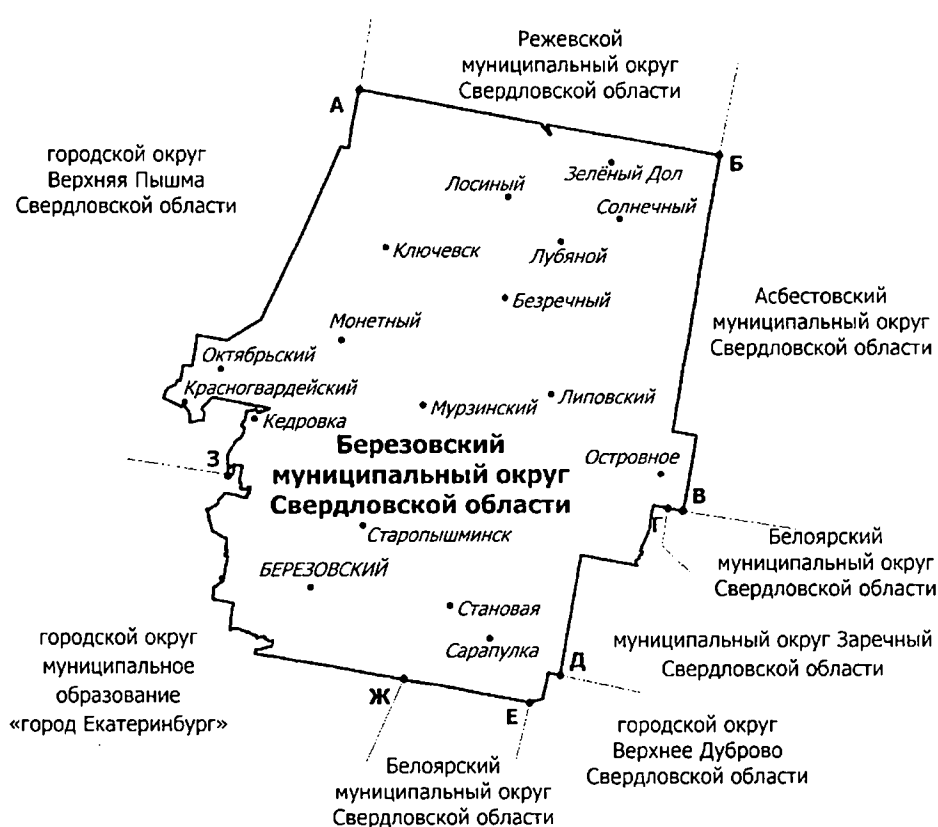 Режевской
муниципальный округ
Свердловской области
А
Б
городской округ
Верхняя Пышма
Свердловской области
Зелёный Дол
Лосиный
Солнечный
Ключевск
Лубяной
Безречный
Асбестовский
муниципальный округ
Свердловской области
Монетный
Октябрьский
Красногвардейский
Липовский
Мурзинский
Кедровка
Березовский
муниципальный округ
Свердловской области
З
Островное
В
Г
Старопышминск
Белоярский
муниципальный округ
Свердловской области
БЕРЕЗОВСКИЙ
Становая
Сарапулка
муниципальный округ Заречный
Свердловской области
Д
городской округ
муниципальное
образование
«город Екатеринбург»
Ж
Е
городской округ
Верхнее Дуброво
Свердловской области
Белоярский
муниципальный округ
Свердловской области